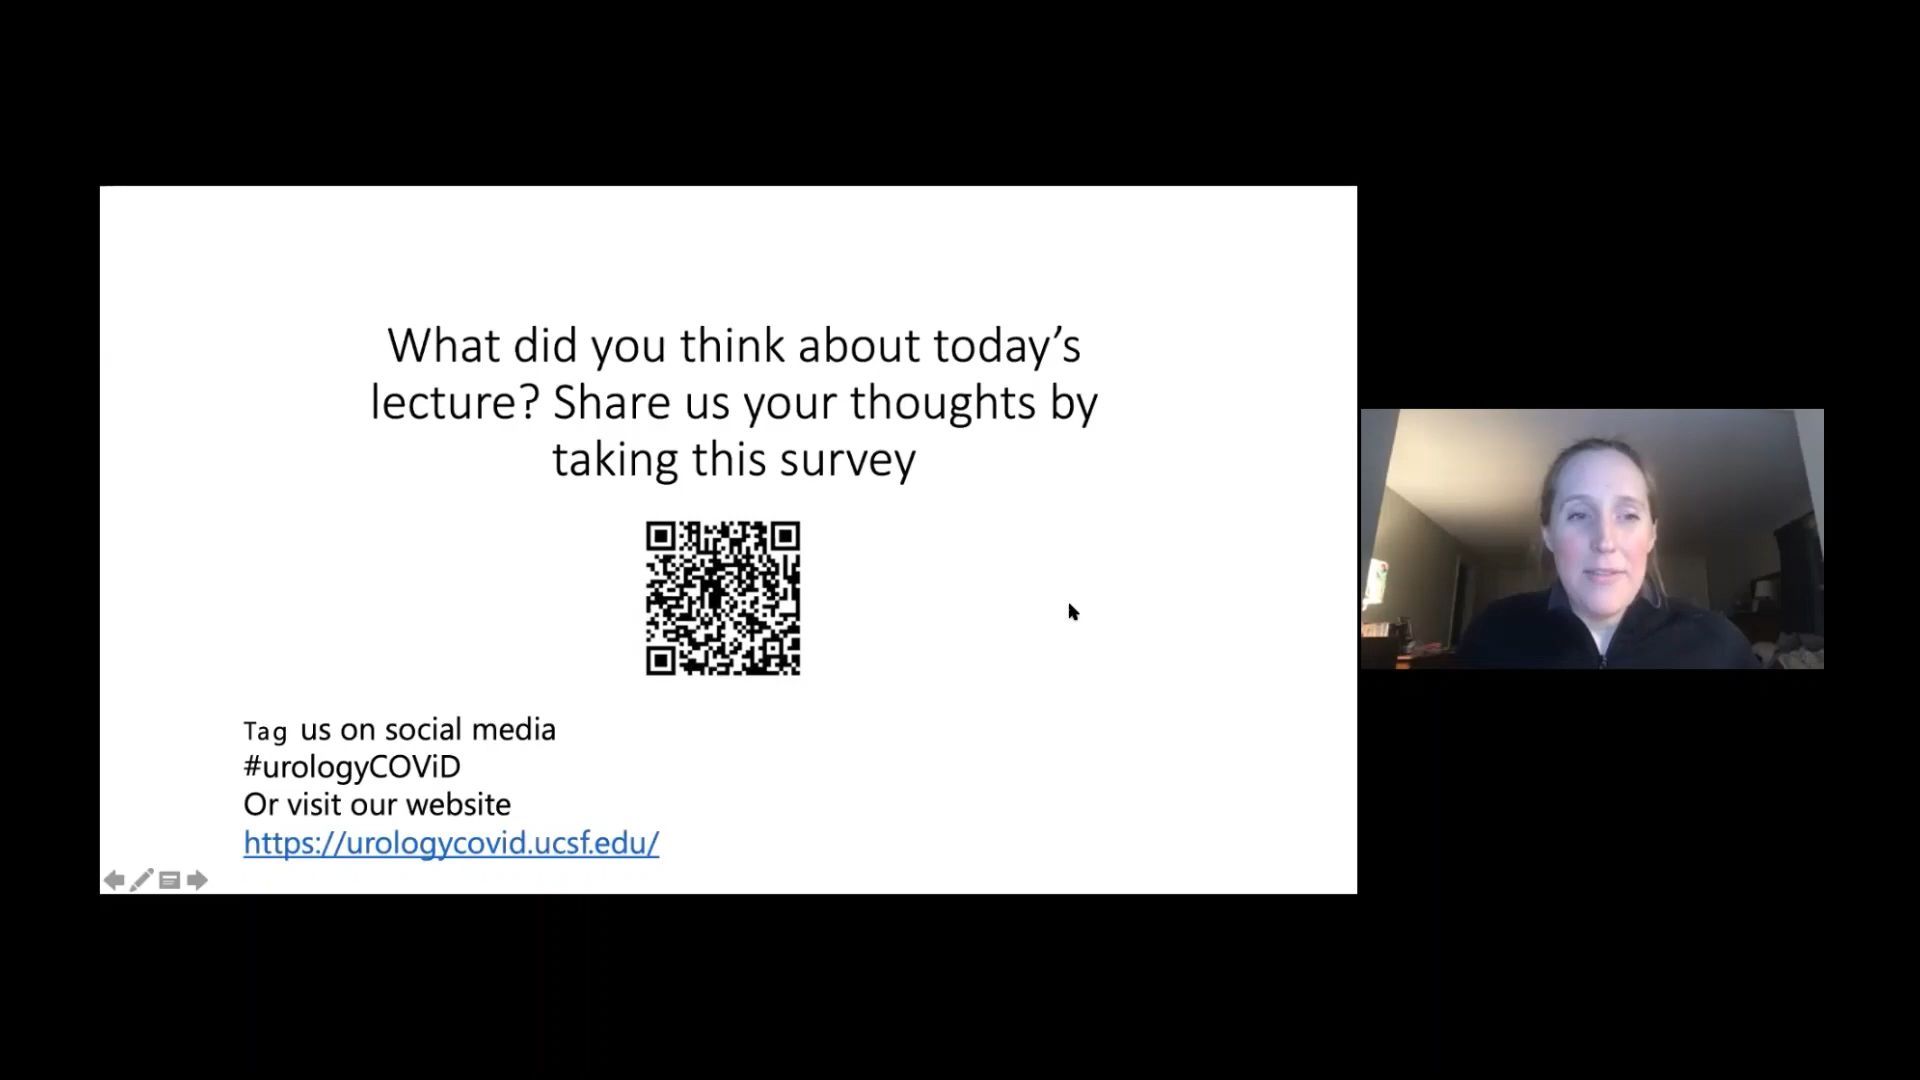 What did you think about today’s
lecture? Share us your thoughts by
taking this survey
Tag us on social media
#urologyCOViD
Or visit our website
https://urologycovid.ucsf.edu/